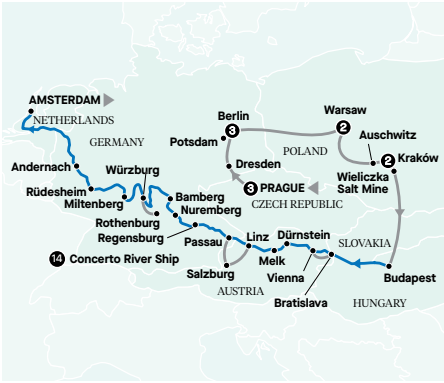 AMSTERDAM
NETHERLANDS
GERMANY
Berlin
3
Potsdam
Warsaw
2
Auschwitz
POLAND
2
Kraków
Wieliczka
Salt Mine
Dresden
3
PRAGUE
CZECH REPUBLIC
Andernach
Würzburg
Rüdesheim
Miltenberg
Bamberg
Nuremberg
Rothenburg
Regensburg
Passau
Linz
Dürnstein
SLOVAKIA
14
Concerto River Ship
Salzburg
Melk
Vienna
Budapest
AUSTRIA
Bratislava
HUNGARY